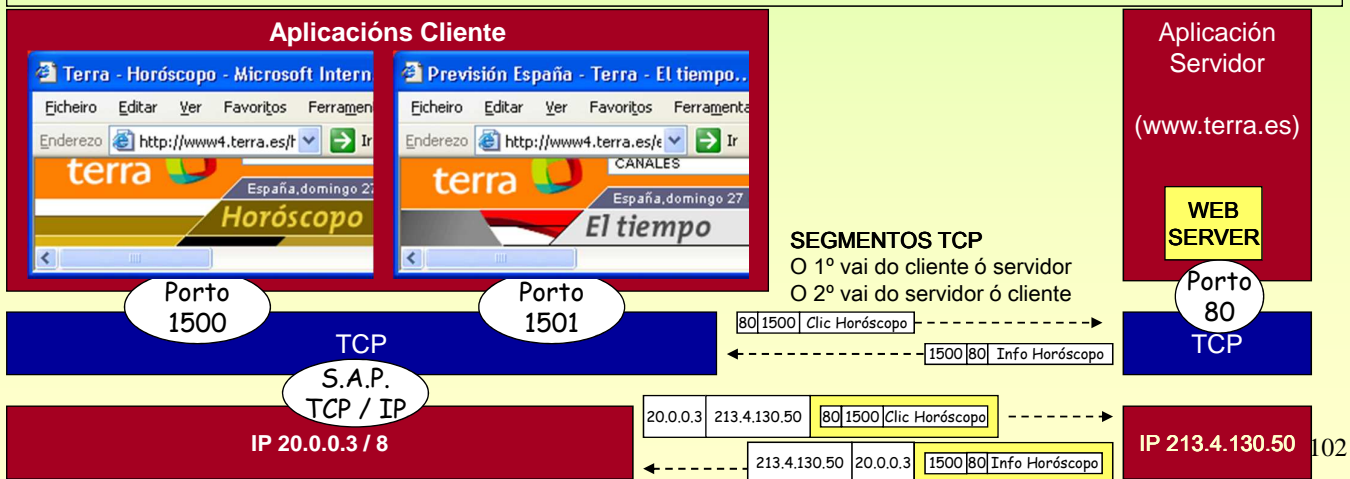 Aplicacións Cliente
Terra - Horóscopo - Microsoft Intern
Ficheiro Editar Ver Favoritos Ferramen
Enderezo http://www4.terra.es/h Ir
terra
España,domingo 27
Horóscopo
Previsión España - Terra - El tiempo..
Ficheiro Editar Ver Favoritos Ferramenta
Enderezo http://www4.terra.es/e Ir
CANALES
terra
España,domingo 27
El tiempo
Aplicación
Servidor
(www.terra.es)
WEB
SERVER
Porto
80
SEGMENTOS TCP
O 1º vai do cliente ó servidor
O 2º vai do servidor ó cliente
Porto
1500
Porto
1501
TCP
80 1500 Clic Horóscopo
1500 80 Info Horóscopo
TCP
S.A.P.
TCP / IP
IP 20.0.0.3 / 8
20.0.0.3 213.4.130.50 80 1500 Clic Horóscopo
213.4.130.50 20.0.0.3 1500 80 Info Horóscopo
IP 213.4.130.50
102